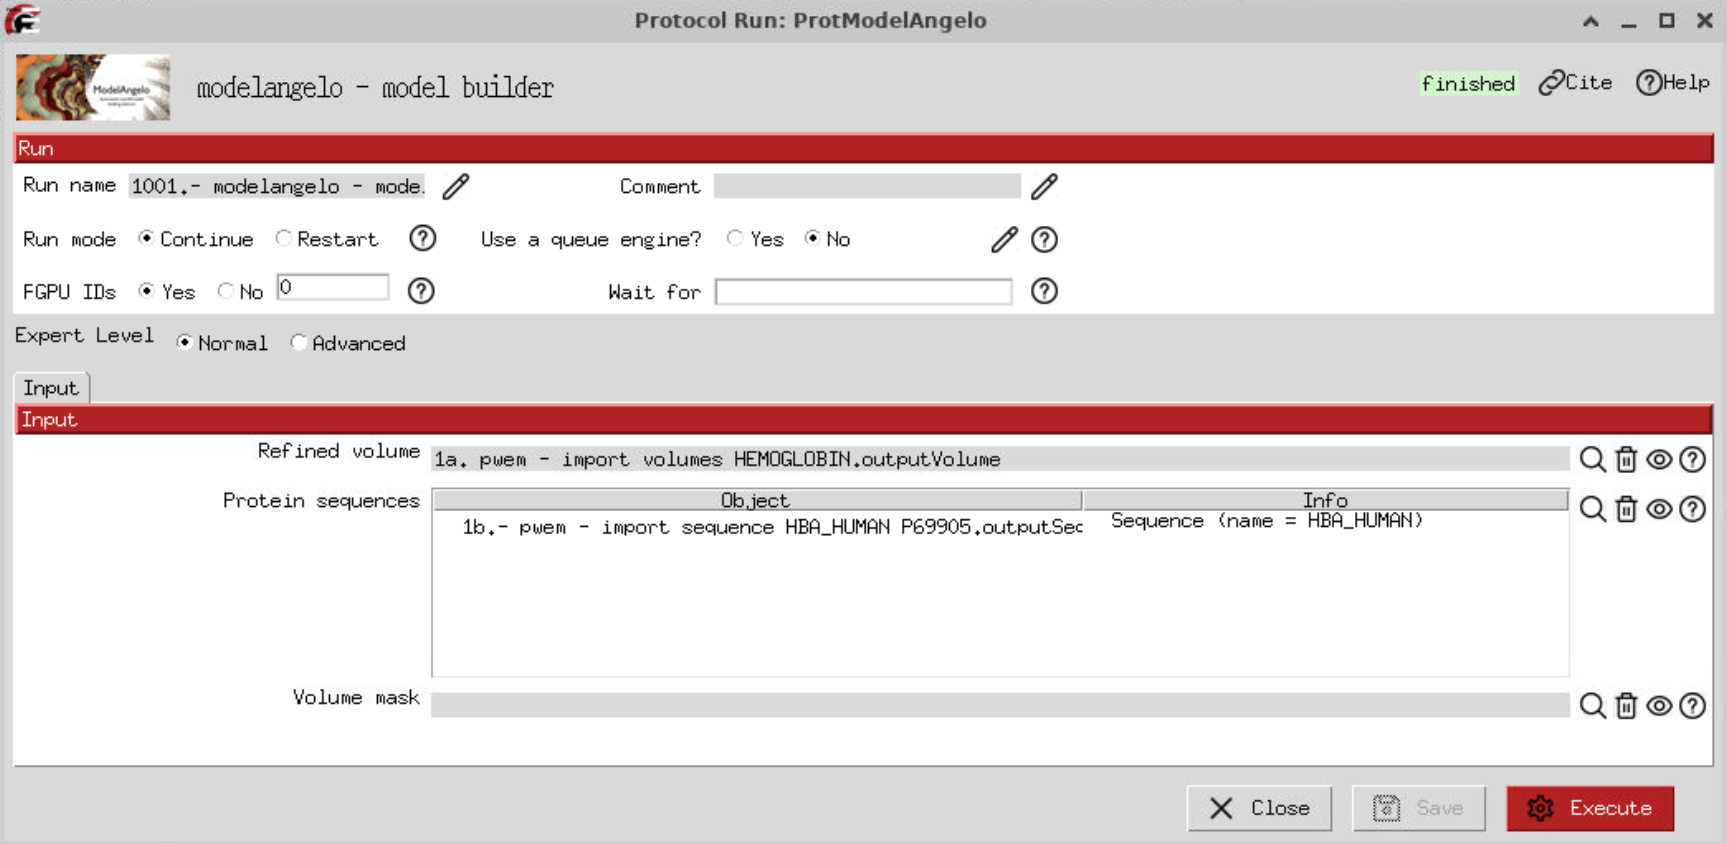 Protocol Run: ProtModelAngelo
ModelAngelo
modelangelo - model builder
finished Cite Help
Run
Run name 1001.- modelangelo - mode. Comment
Run mode Continue Restart Use a queue engine? Yes No
FGPU IDs Yes No 0 Wait for
Expert Level Normal Advanced
Input
Input
Refined volume 1a. pwem - import volumes HEMOGLOBIN.outputVolume
Protein sequences Object Info
1b.- pwem - import sequence HBA_HUMAN P69905.outputSec Sequence (name = HBA_HUMAN)
Volume mask
Close Save Execute